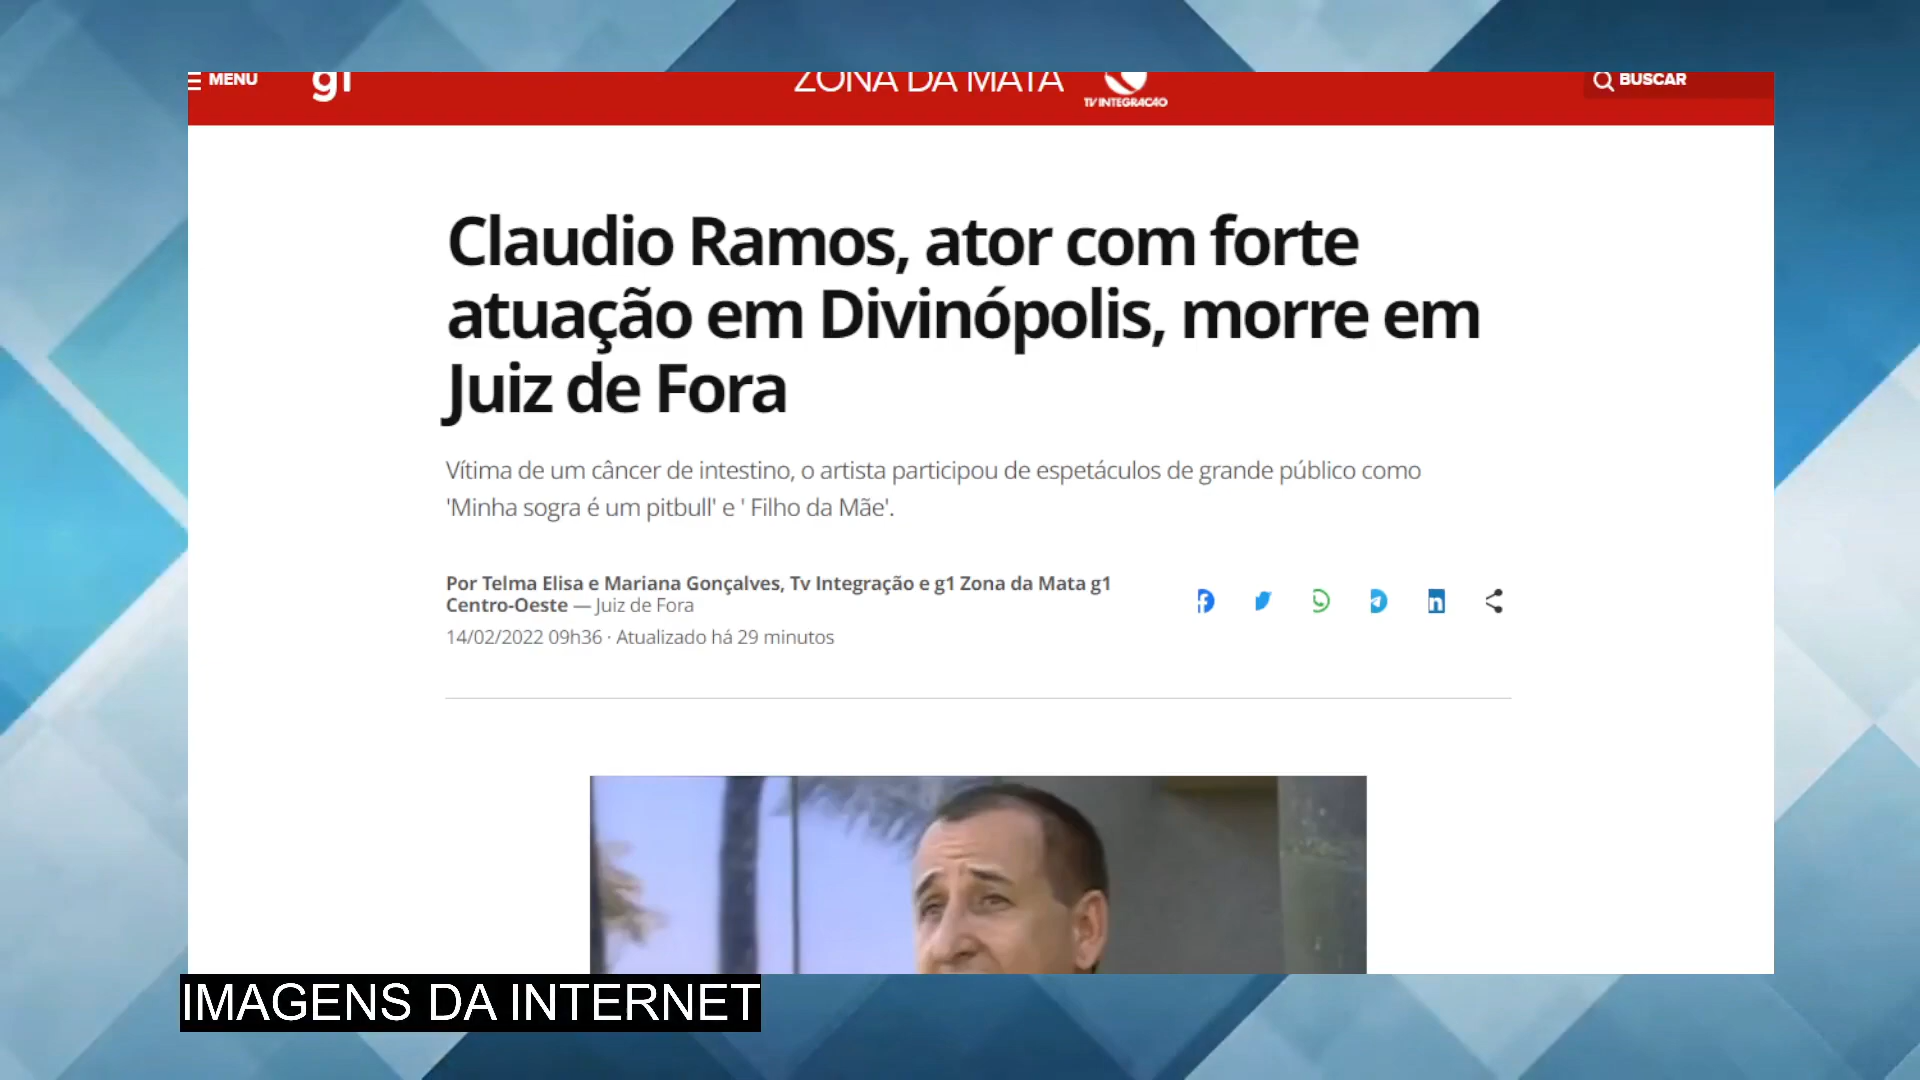 MENU
g1
ZONA DA MATA
TV INTEGRAÇÃO
BUSCAR
Claudio Ramos, ator com forte
atuação em Divinópolis, morre em
Juiz de Fora
Vítima de um câncer de intestino, o artista participou de espetáculos de grande público como
'Minha sogra é um pitbull' e ' Filho da Mãe'.
Por Telma Elisa e Mariana Gonçalves, Tv Integração e g1 Zona da Mata g1
Centro-Oeste — Juiz de Fora
14/02/2022 09h36 · Atualizado há 29 minutos
IMAGENS DA INTERNET